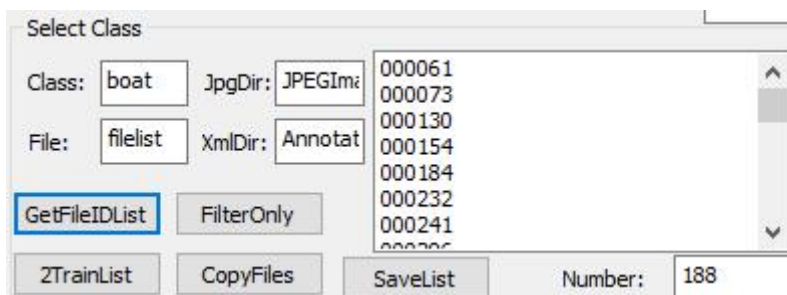 Select Class
Class: boat JpgDir: JPEGIma
File: filelist XmlDir: Annotat
000061
000073
000130
000154
000184
000232
000241
GetFileIDList FilterOnly
2TrainList CopyFiles SaveList Number: 188